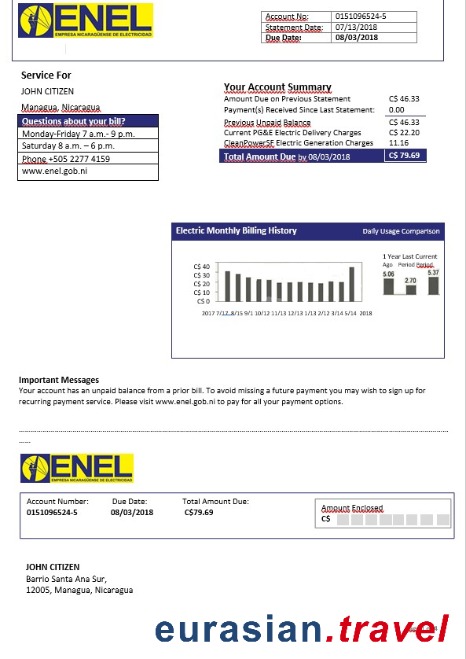 ENEL
EMPRESA NICARAGÜENSE DE ELECTRICIDAD
Account No: 0151096524-5
Statement Date: 07/13/2018
Due Date: 08/03/2018
Service For
JOHN CITIZEN
Managua, Nicaragua
Questions about your bill?
Monday-Friday 7 a.m.- 9 p.m.
Saturday 8 a.m. – 6 p.m.
Phone +505 2277 4159
www.enel.gob.ni
Your Account Summary
Amount Due on Previous Statement C$ 46.33
Payment(s) Received Since Last Statement: 0.00
Previous Unpaid Balance C$ 46.33
Current PG&E Electric Delivery Charges C$ 22.20
CleanPowerSF Electric Generation Charges 11.16
Total Amount Due by 08/03/2018 C$ 79.69
Electric Monthly Billing History Daily Usage Comparison
1 Year Last Current
Ago Period Period
5.06 2.70 5.37
C$ 40
C$ 30
C$ 20
C$ 10
C$ 0
2017 7/17 8/15 9/1 10/12 11/13 12/12 1/13 2/12 3/14 5/14 2018
Important Messages
Your account has an unpaid balance from a prior bill. To avoid missing a future payment you may wish to sign up for
recurring payment service. Please visit www.enel.gob.ni to pay for all your payment options.
ENEL
EMPRESA NICARAGÜENSE DE ELECTRICIDAD
Account Number: Due Date: Total Amount Due:
0151096524-5 08/03/2018 C$79.69
Amount Enclosed
C$
JOHN CITIZEN
Barrio Santa Ana Sur,
12005, Managua, Nicaragua
eurasian.travel